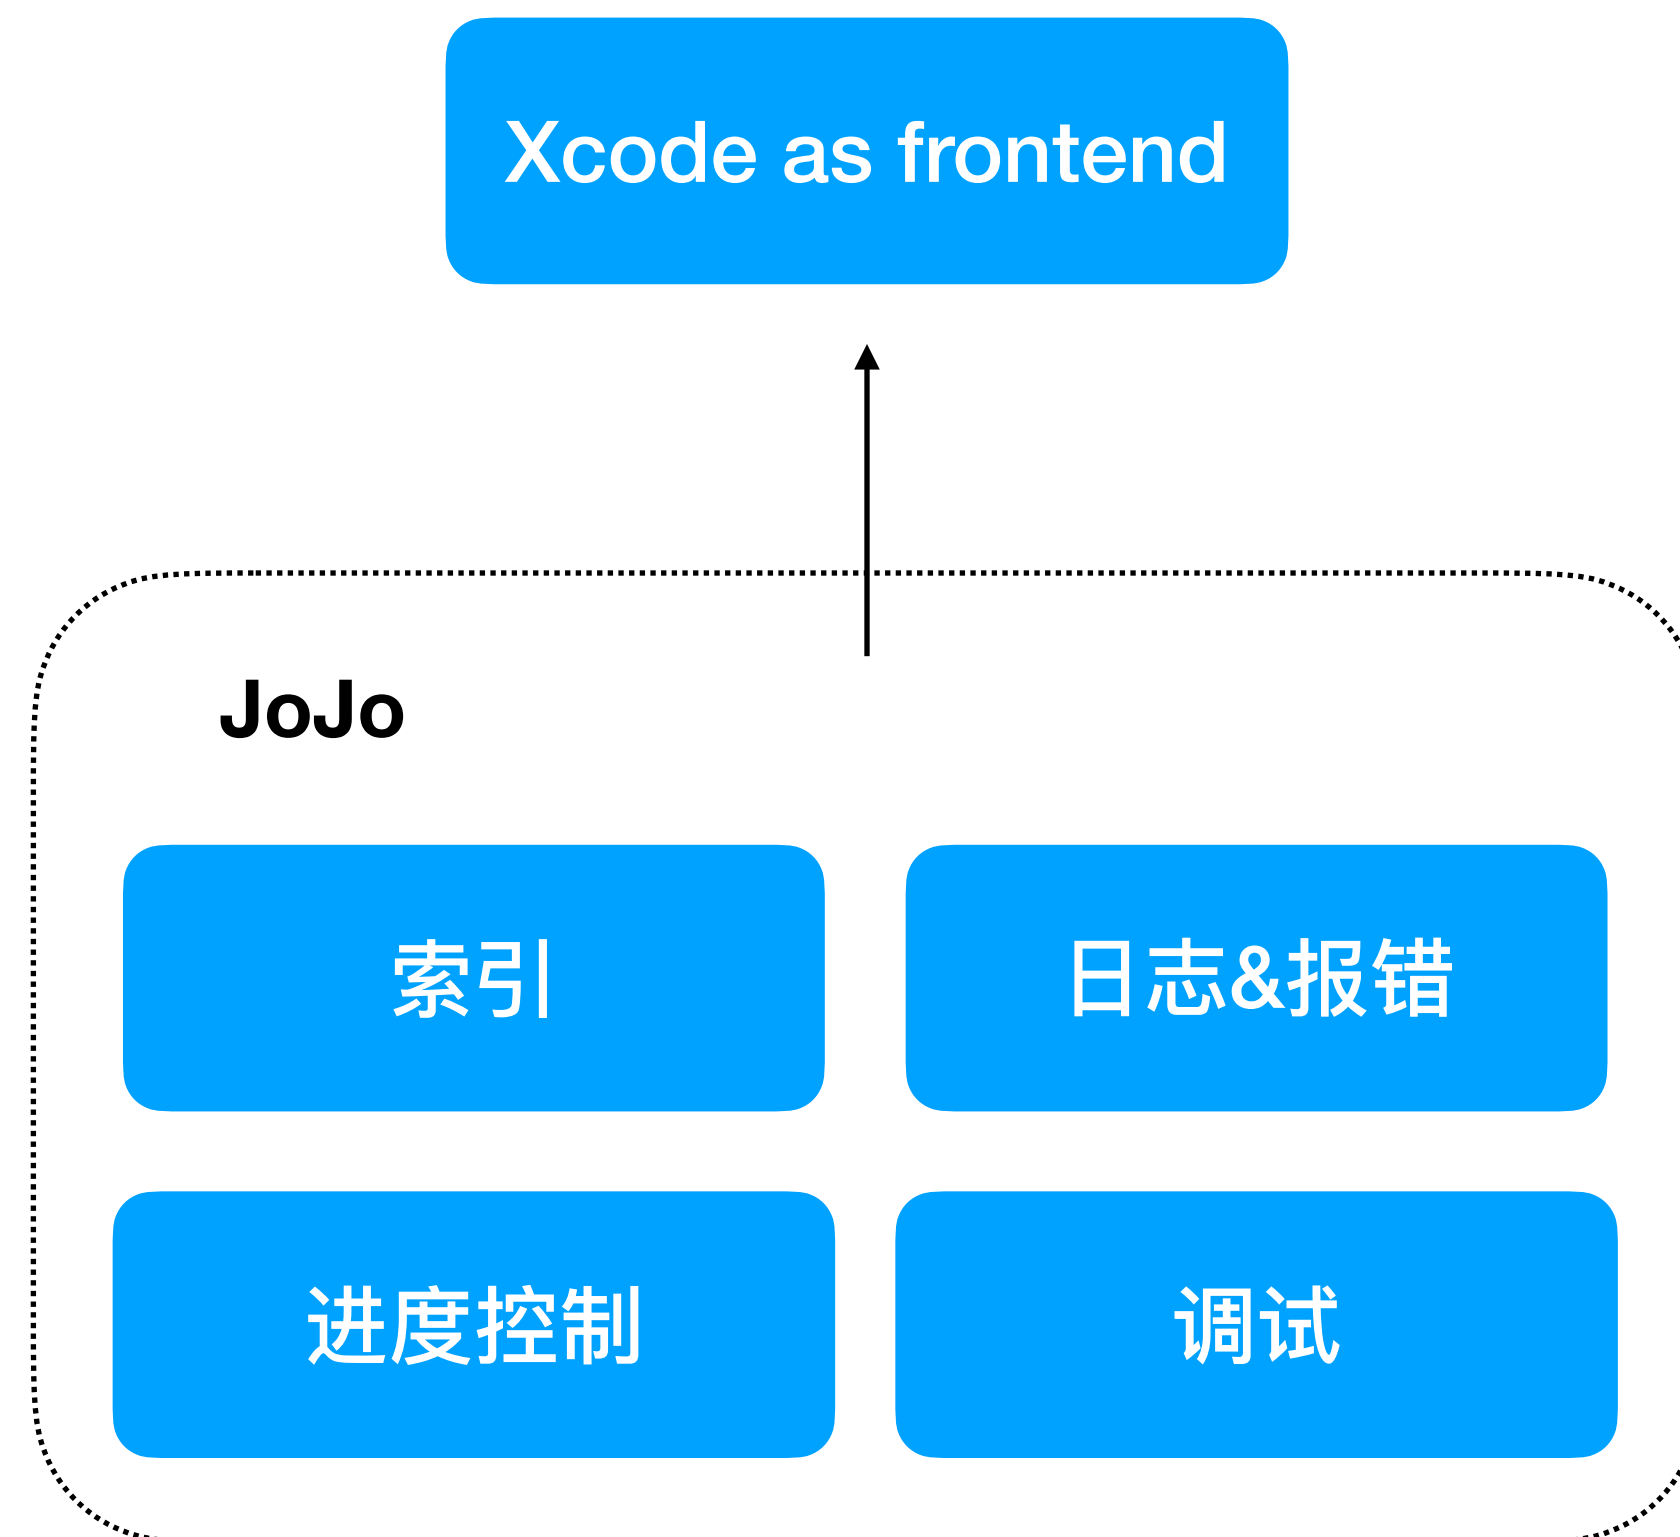 Xcode as frontend
JoJo
索引
日志&报错
进度控制
调试